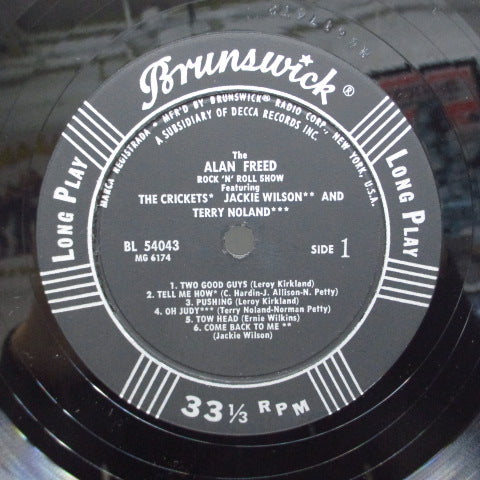 Brunswick®
MARCA REGISTRADA • MFR'D BY BRUNSWICK® RADIO CORP., NEW YORK, U.S.A.
A SUBSIDIARY OF DECCA RECORDS INC.
LONG PLAY
LONG PLAY
The
ALAN FREED
ROCK 'N' ROLL SHOW
Featuring
THE CRICKETS* JACKIE WILSON** AND
TERRY NOLAND***
BL 54043
MG 6174
SIDE 1
1. TWO GOOD GUYS (Leroy Kirkland)
2. TELL ME HOW* (C. Hardin-J. Allison-N. Petty)
3. PUSHING (Leroy Kirkland)
4. OH JUDY*** (Terry Noland-Norman Petty)
5. TOW HEAD (Ernie Wilkins)
6. COME BACK TO ME **
(Jackie Wilson)
33 1/3 RPM